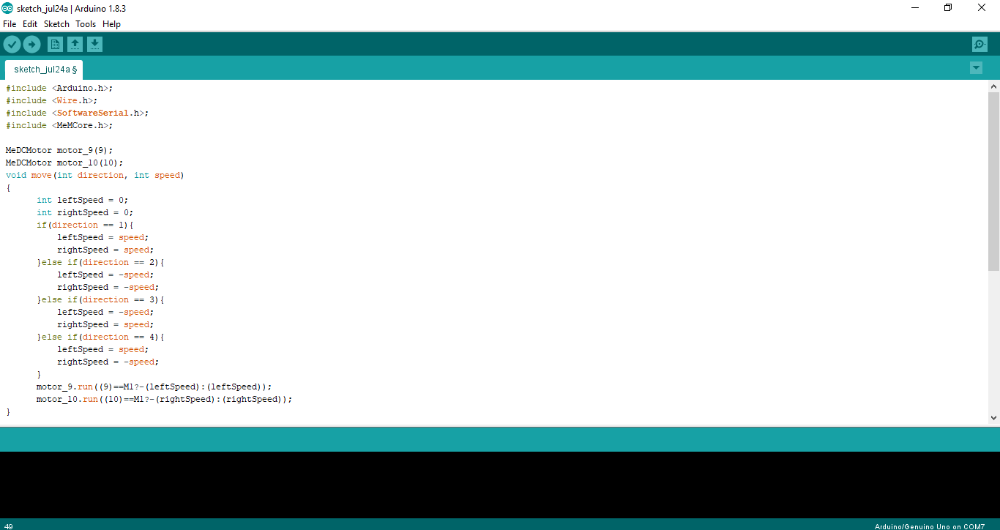 sketch_jul24a | Arduino 1.8.3
File Edit Sketch Tools Help
sketch_jul24a §
#include <Arduino.h>;
#include <Wire.h>;
#include <SoftwareSerial.h>;
#include <MeMCore.h>;
MeDCMotor motor_9(9);
MeDCMotor motor_10(10);
void move(int direction, int speed)
{
int leftSpeed = 0;
int rightSpeed = 0;
if(direction == 1){
leftSpeed = speed;
rightSpeed = speed;
}else if(direction == 2){
leftSpeed = -speed;
rightSpeed = -speed;
}else if(direction == 3){
leftSpeed = -speed;
rightSpeed = speed;
}else if(direction == 4){
leftSpeed = speed;
rightSpeed = -speed;
}
motor_9.run((9)==M1?-(leftSpeed):(leftSpeed));
motor_10.run((10)==M1?-(rightSpeed):(rightSpeed));
}
49
Arduino/Genuino Uno on COM7